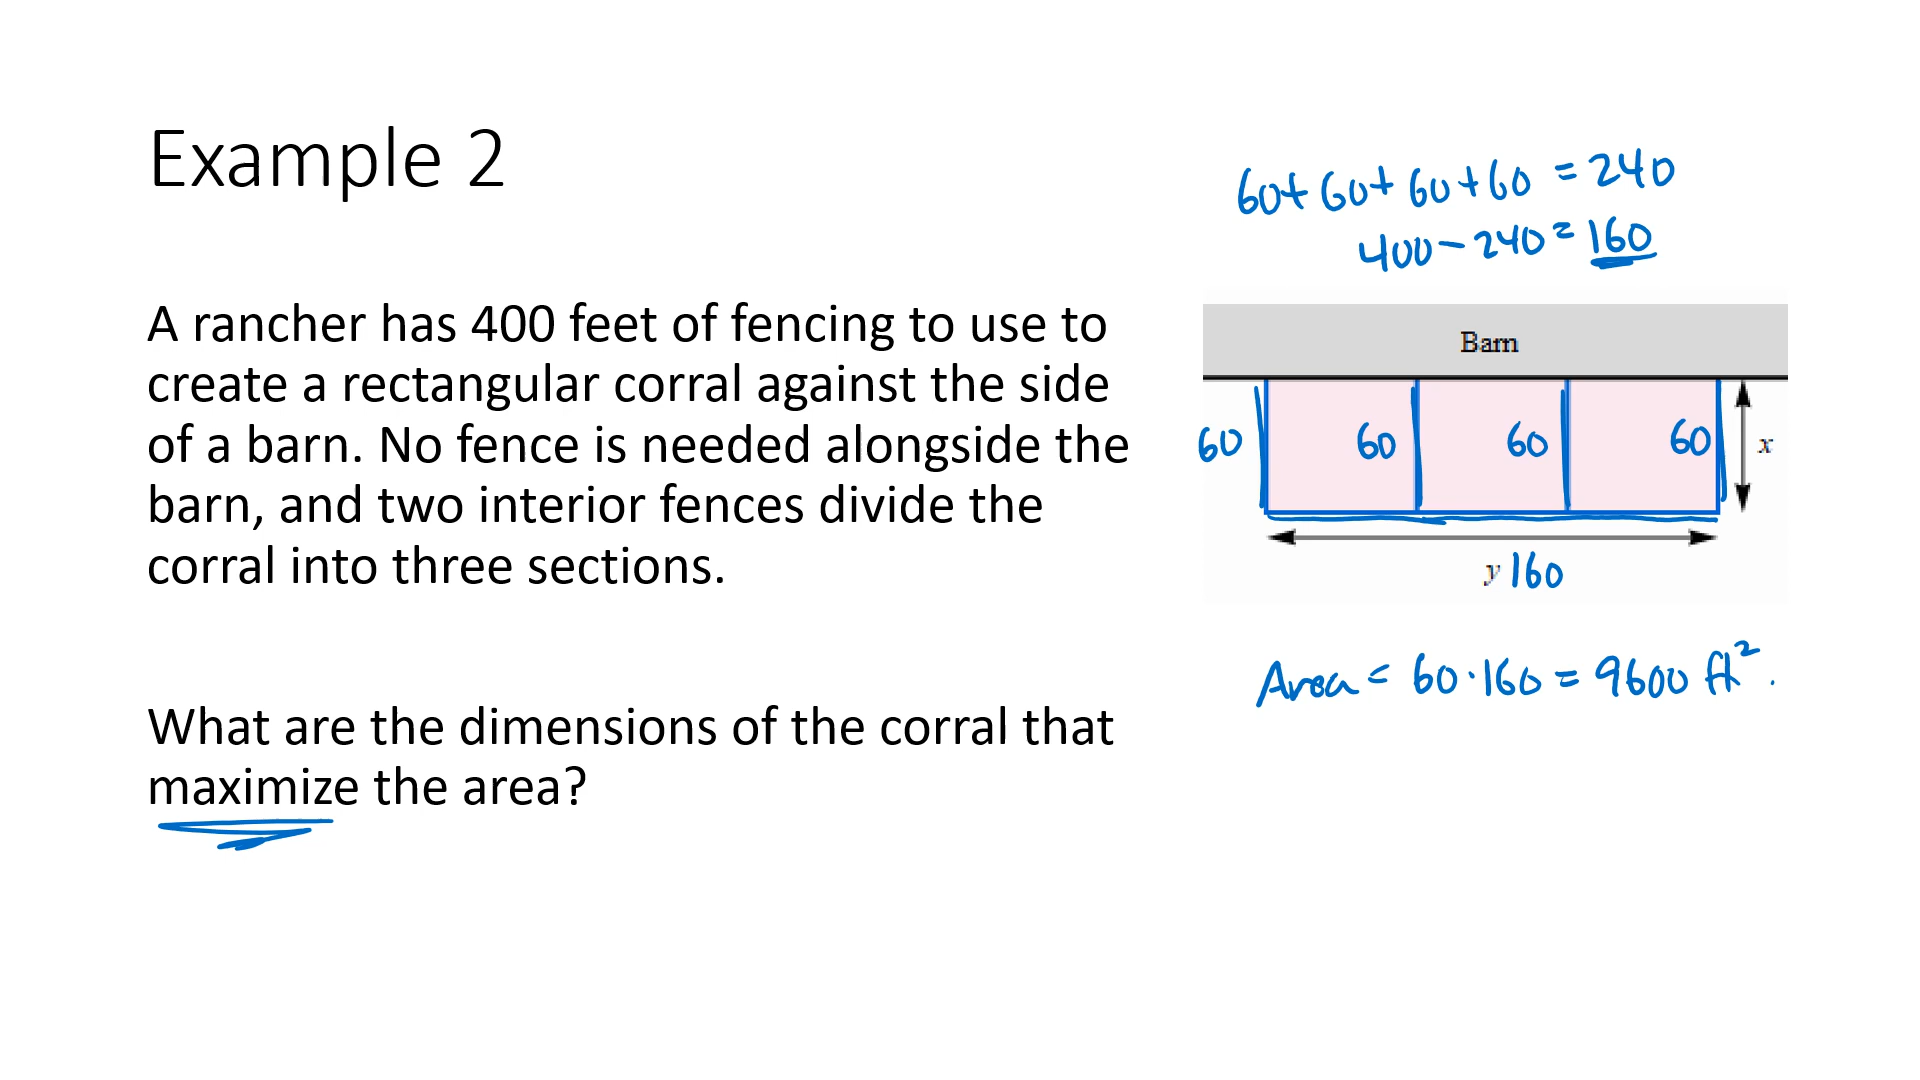 Example 2
60+60+60+60 = 240
400-240=160
A rancher has 400 feet of fencing to use to
create a rectangular corral against the side
of a barn. No fence is needed alongside the
barn, and two interior fences divide the
corral into three sections.
Barn
60 60 60 60 x
y 160
Area = 60·160 = 9600 ft².
What are the dimensions of the corral that
maximize the area?